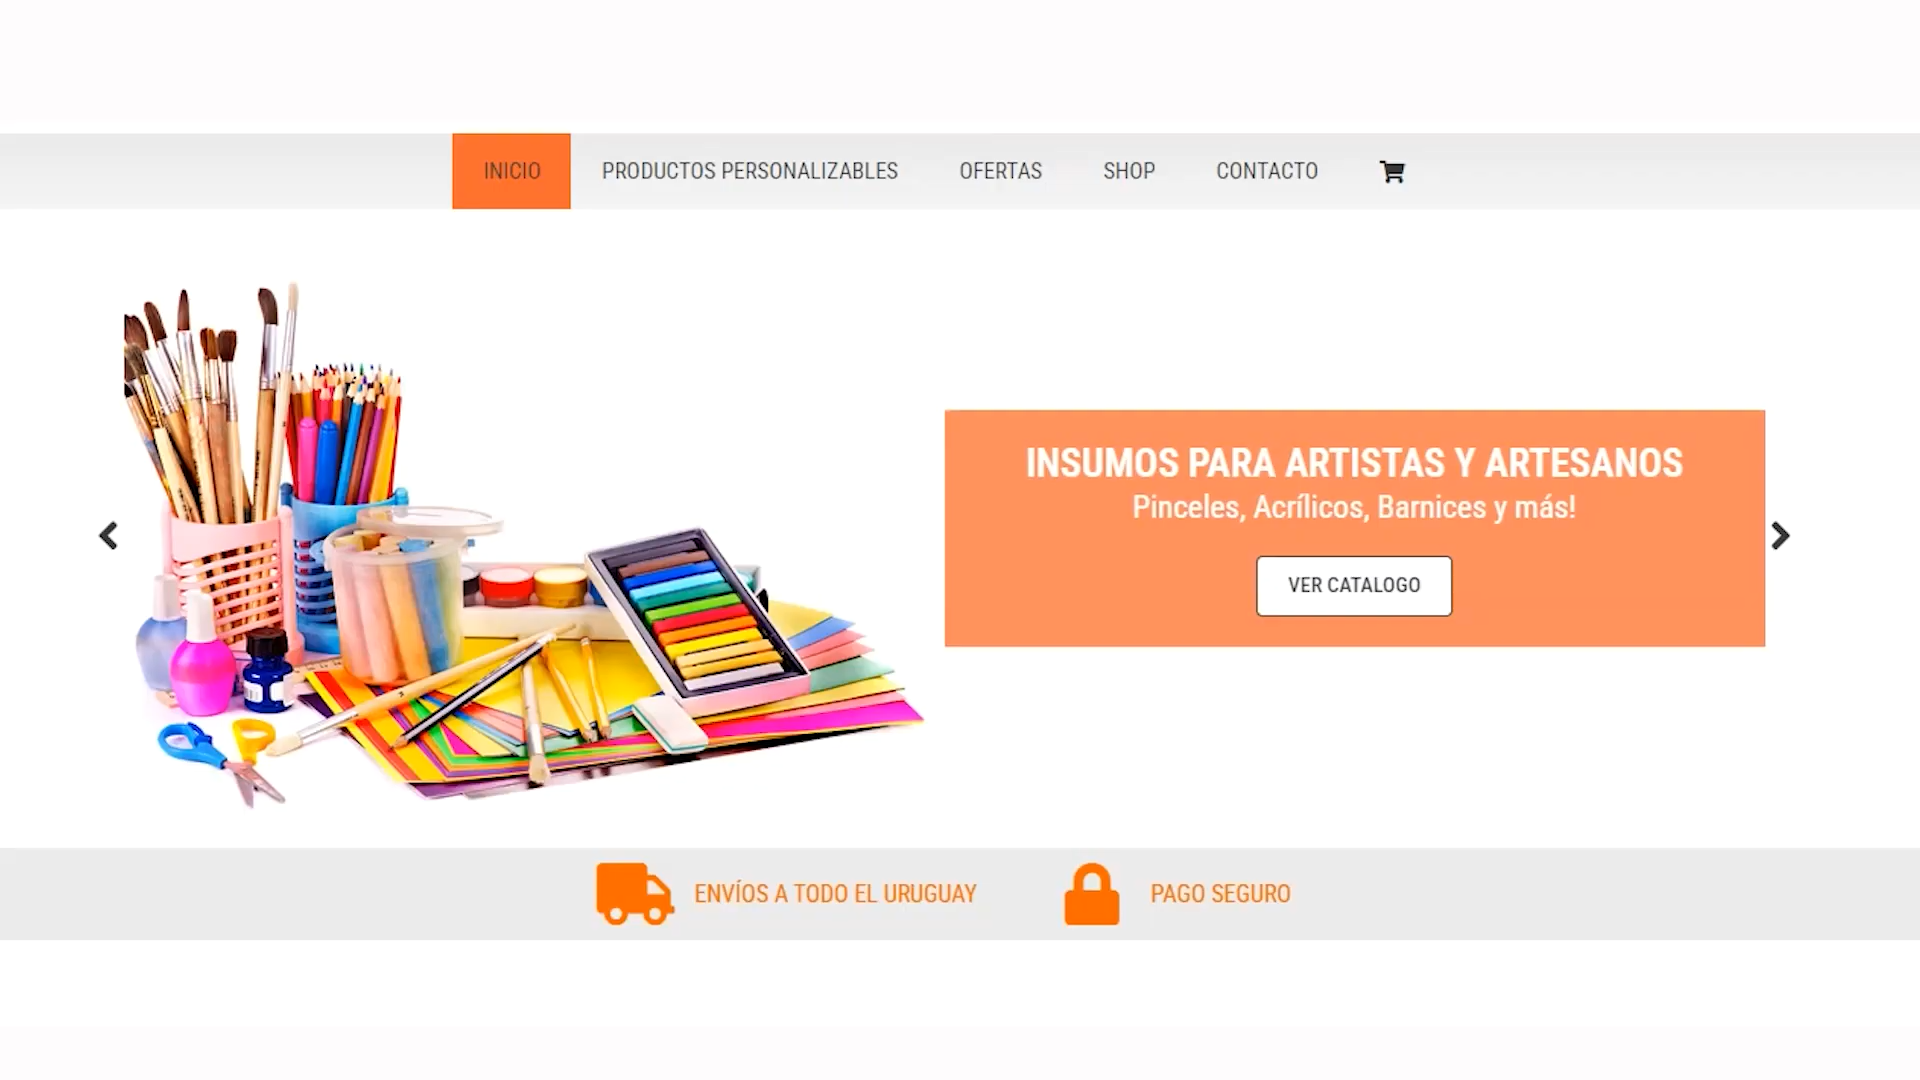 INICIO PRODUCTOS PERSONALIZABLES OFERTAS SHOP CONTACTO
INSUMOS PARA ARTISTAS Y ARTESANOS
Pinceles, Acrílicos, Barnices y más!
VER CATALOGO
ENVÍOS A TODO EL URUGUAY PAGO SEGURO